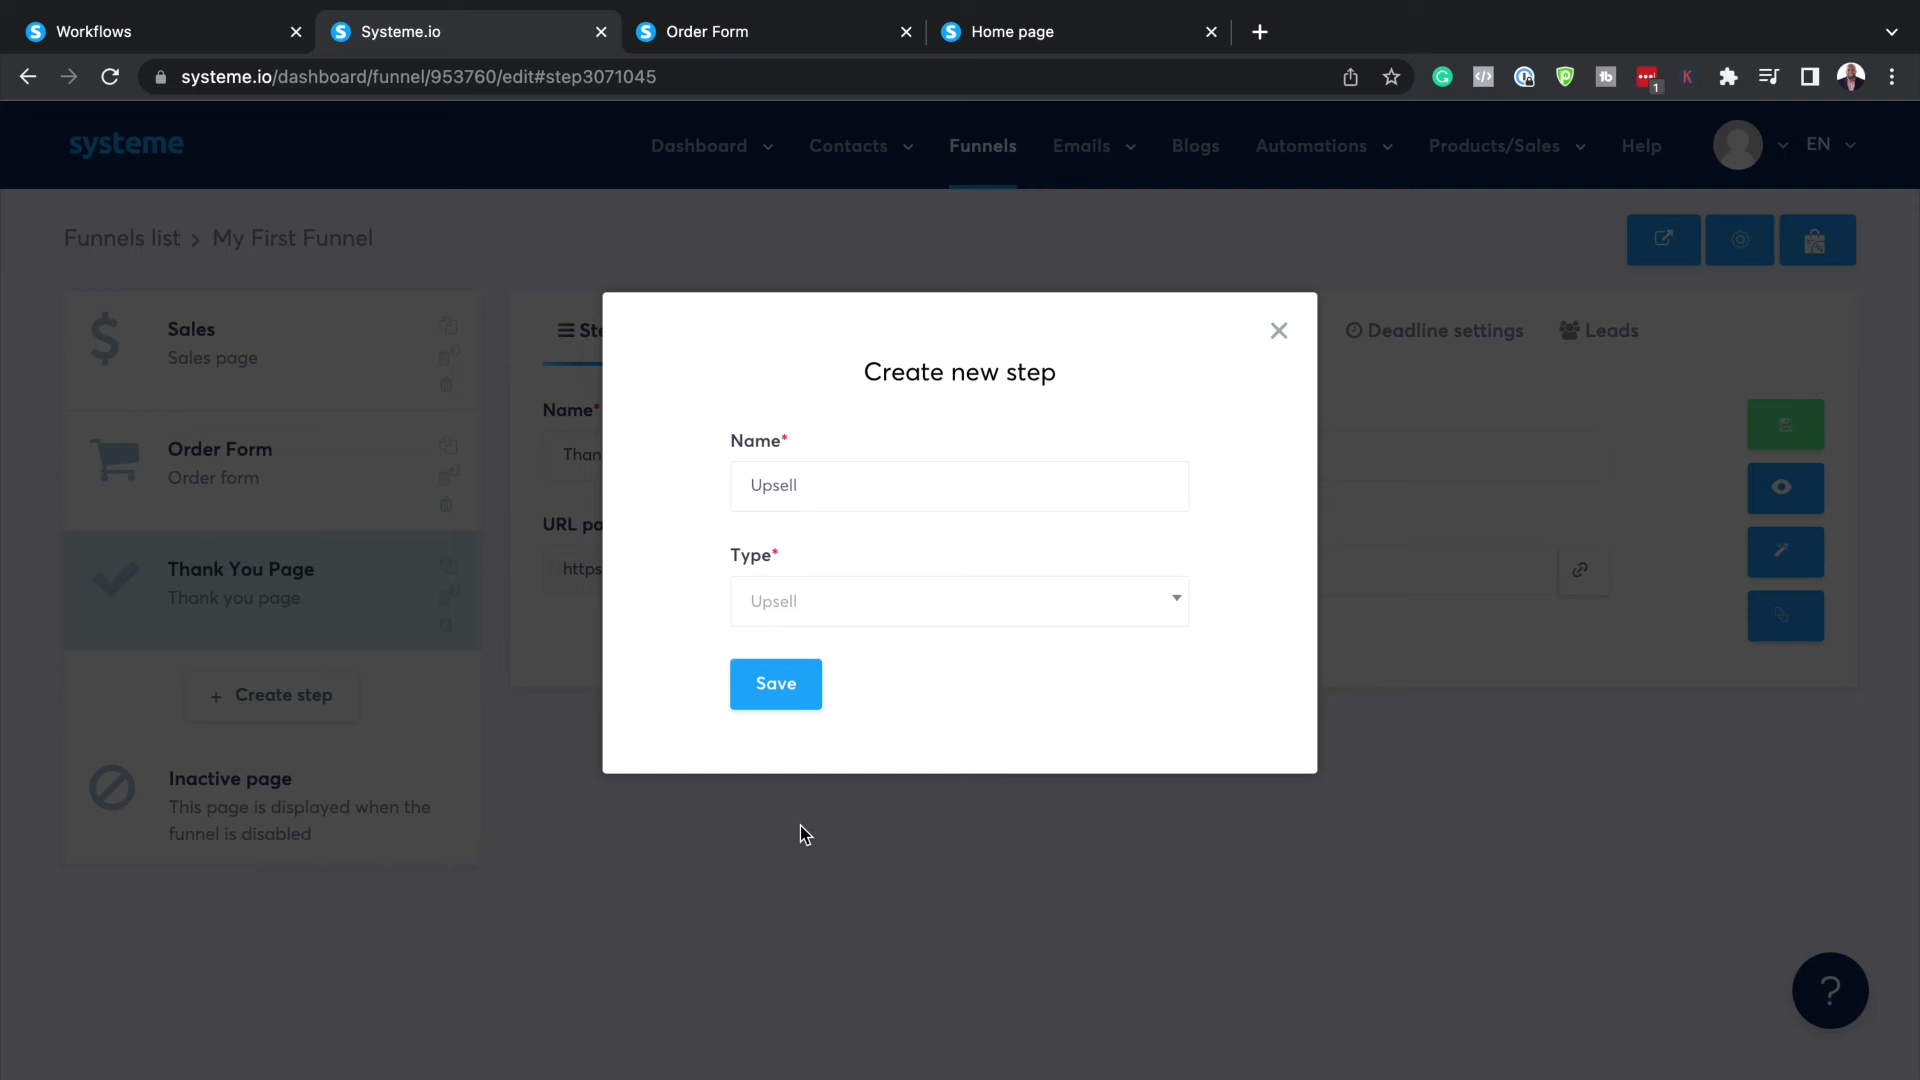 Workflows
Systeme.io
Order Form
Home page
systeme.io/dashboard/funnel/953760/edit#step3071045
1b
1
K
systeme
Dashboard
Contacts
Funnels
Emails
Blogs
Automations
Products/Sales
Help
EN
Funnels list > My First Funnel
Sales
Sales page
Order Form
Order form
Thank You Page
Thank you page
+ Create step
Inactive page
This page is displayed when the
funnel is disabled
Ste
Deadline settings
Leads
Name*
Than
URL pa
https
Create new step
Name*
Upsell
Type*
Upsell
Save
?